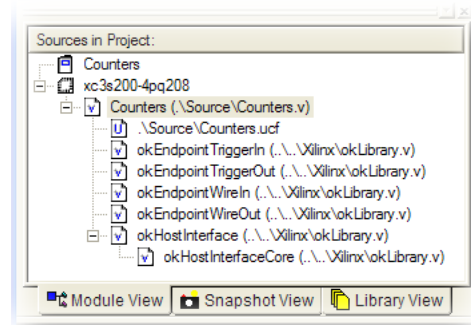 Sources in Project:
Counters
xc3s200-4pq208
Counters (.\Source\Counters.v)
.\Source\Counters.ucf
okEndpointTriggerIn (..\..\Xilinx\okLibrary.v)
okEndpointTriggerOut (..\..\Xilinx\okLibrary.v)
okEndpointWireIn (..\..\Xilinx\okLibrary.v)
okEndpointWireOut (..\..\Xilinx\okLibrary.v)
okHostInterface (..\..\Xilinx\okLibrary.v)
okHostInterfaceCore (..\..\Xilinx\okLibrary.v)
Module View Snapshot View Library View